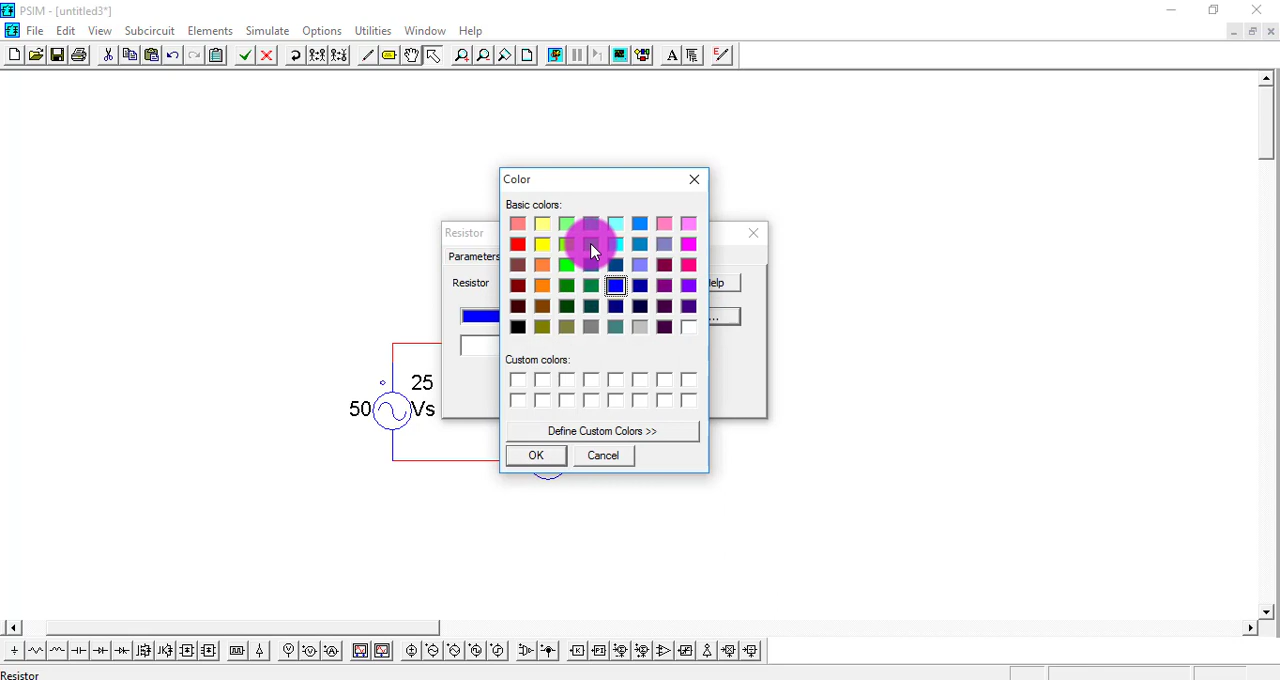 PSIM - [untitled3*]
File Edit View Subcircuit Elements Simulate Options Utilities Window Help
Color
Basic colors:
Resistor
Parameters
Resistor
elp
...
25
50
Vs
Custom colors:
Define Custom Colors >>
OK Cancel
Resistor